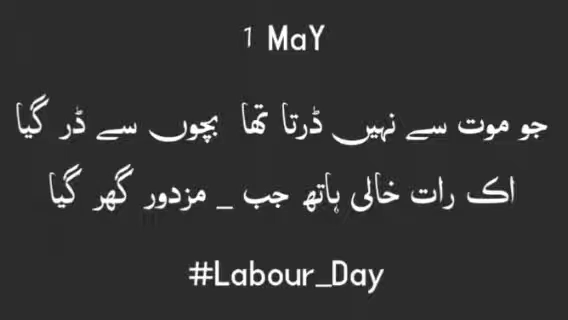 1 MaY
جو موت سے نہیں ڈرتا تھا بچوں سے ڈر گیا
اک رات خالی ہاتھ جب _ مزدور گھر گیا
#Labour_Day